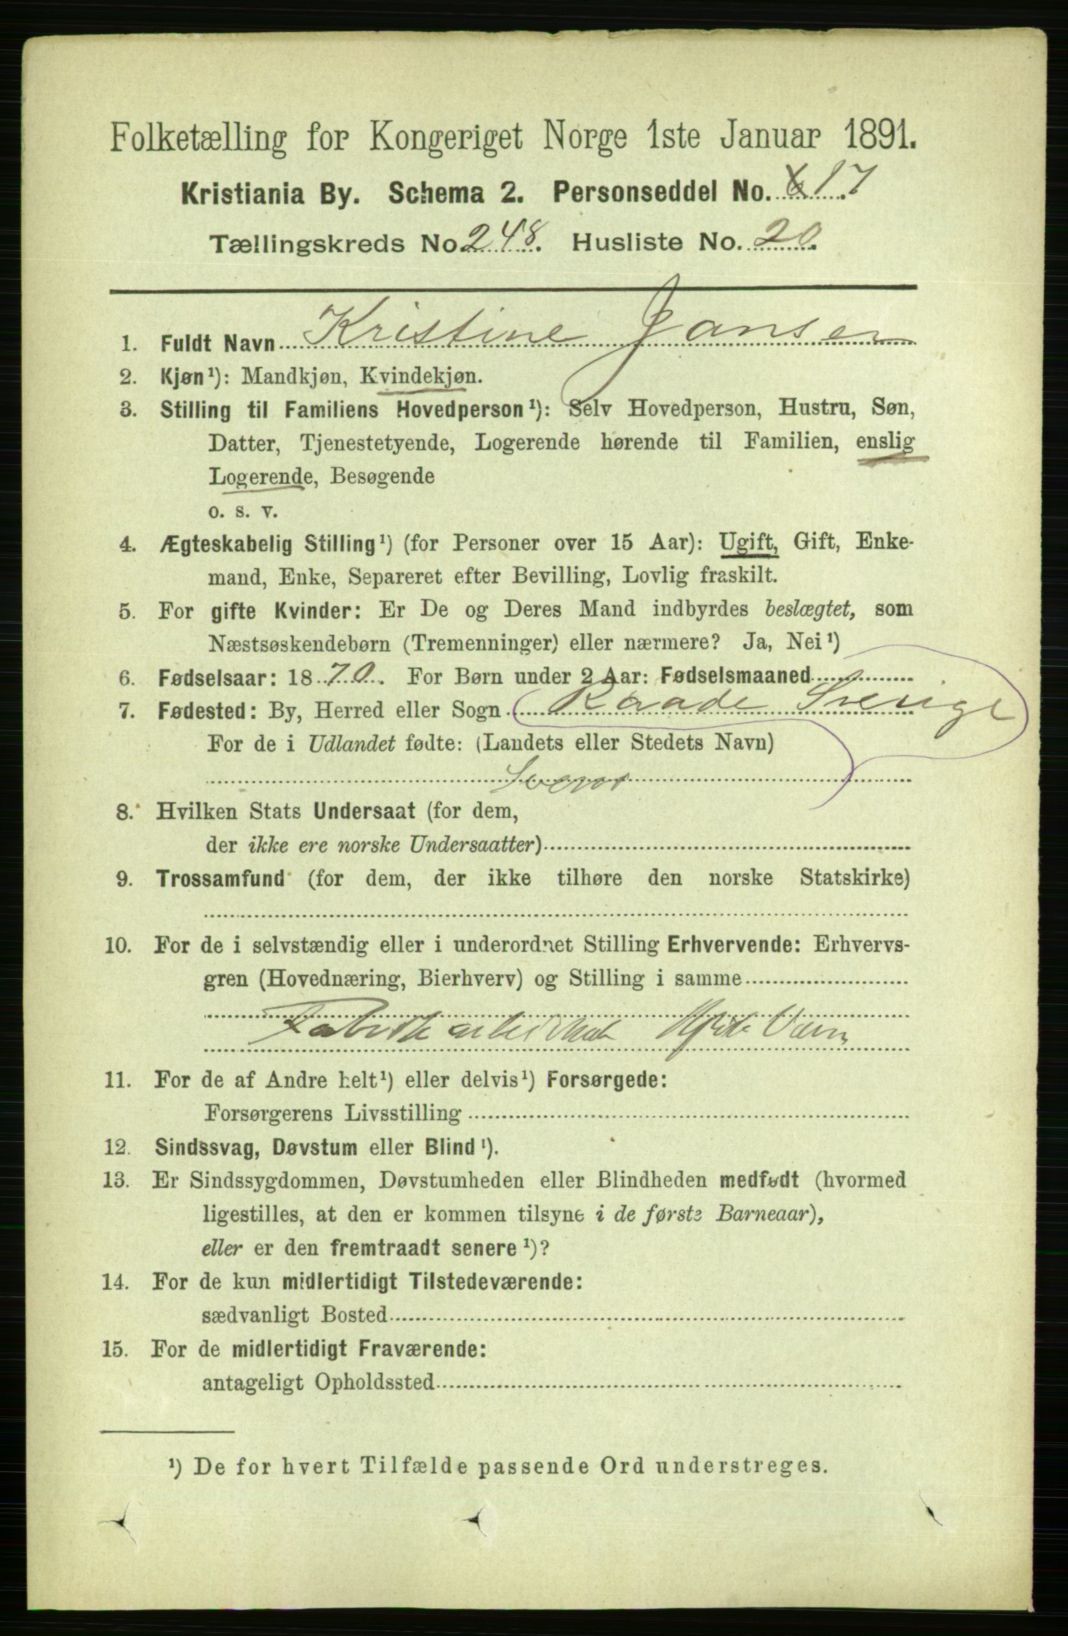 Folketælling for Kongeriget Norge 1ste Januar 1891.
Kristiania By. Schema 2. Personseddel No. 17
Tællingskreds No. 248. Husliste No. 20.
1. Fuldt Navn Kristine Jansen
2. Kjøn¹): Mandkjøn, Kvindekjøn.
3. Stilling til Familiens Hovedperson¹): Selv Hovedperson, Hustru, Søn,
Datter, Tjenestetyende, Logerende hørende til Familien, enslig
Logerende, Besøgende
o. s. v.
4. Ægteskabelig Stilling¹) (for Personer over 15 Aar): Ugift, Gift, Enke-
mand, Enke, Separeret efter Bevilling, Lovlig fraskilt.
5. For gifte Kvinder: Er De og Deres Mand indbyrdes beslægtet, som
Næstsøskendebørn (Tremenninger) eller nærmere? Ja, Nei¹)
6. Fødselsaar: 1870. For Børn under 2 Aar: Fødselsmaaned
7. Fødested: By, Herred eller Sogn Raade Sverige
For de i Udlandet fødte: (Landets eller Stedets Navn)
8. Hvilken Stats Undersaat (for dem,
der ikke ere norske Undersaatter)
9. Trossamfund (for dem, der ikke tilhøre den norske Statskirke)
10. For de i selvstændig eller i underordnet Stilling Erhvervende: Erhvervs-
gren (Hovednæring, Bierhverv) og Stilling i samme
11. For de af Andre helt¹) eller delvis¹) Forsørgede:
Forsørgerens Livsstilling
12. Sindssvag, Døvstum eller Blind¹).
13. Er Sindssygdommen, Døvstumheden eller Blindheden medfødt (hvormed
ligestilles, at den er kommen tilsyne i de første Barneaar),
eller er den fremtraadt senere¹)?
14. For de kun midlertidigt Tilstedeværende:
sædvanligt Bosted
15. For de midlertidigt Fraværende:
antageligt Opholdssted
¹) De for hvert Tilfælde passende Ord understreges.